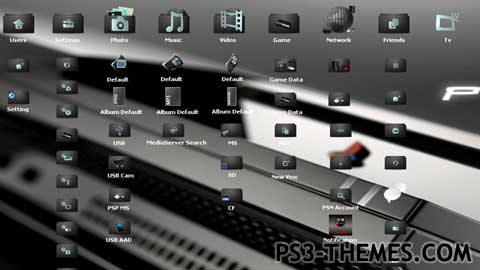 Users Settings Photo Music Video Game Network Friends Tv
Default Default Default Game Data
Setting Album Default Album Default Album Default
USB MediaServer Search MS
USB Cam SD New Vmc
PSP MS CF PSN Account
USB AAD Notification
PS3-THEMES.COM